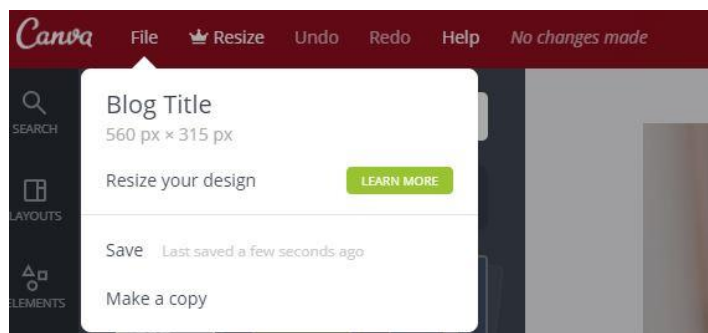 Canva File Resize Undo Redo Help No changes made
SEARCH
LAYOUTS
ELEMENTS
Blog Title
560 px × 315 px
Resize your design LEARN MORE
Save Last saved a few seconds ago
Make a copy